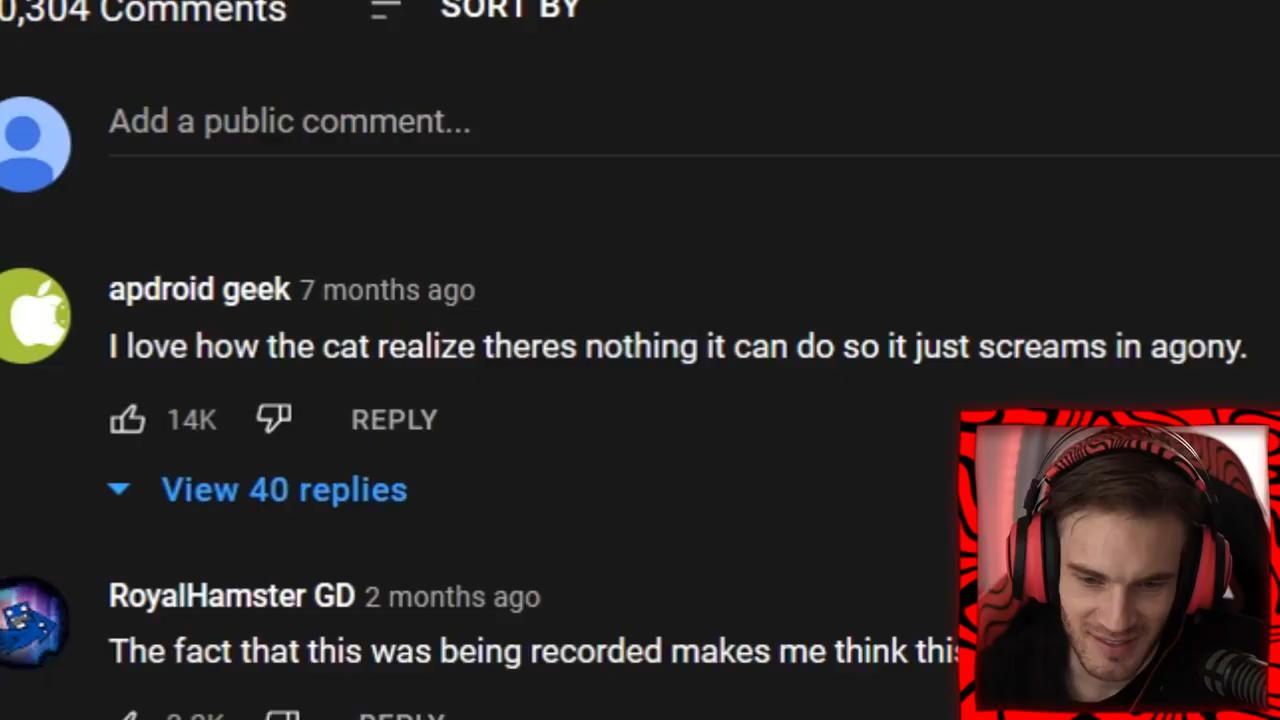 0,304 Comments SORT BY
Add a public comment...
apdroid geek 7 months ago
I love how the cat realize theres nothing it can do so it just screams in agony.
14K REPLY
View 40 replies
RoyalHamster GD 2 months ago
The fact that this was being recorded makes me think this
REPLY